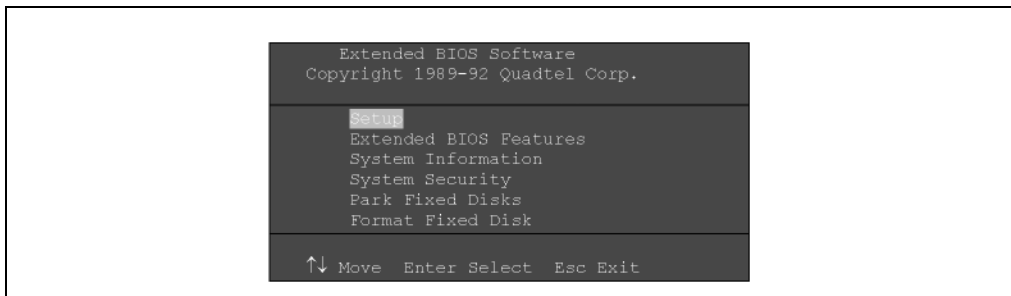 Extended BIOS Software
Copyright 1989-92 Quadtel Corp.
Setup
Extended BIOS Features
System Information
System Security
Park Fixed Disks
Format Fixed Disk
↑↓ Move Enter Select Esc Exit